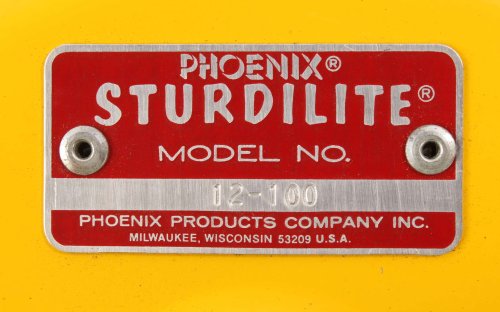 PHOENIX®
STURDILITE®
MODEL NO.
12-100
PHOENIX PRODUCTS COMPANY INC.
MILWAUKEE, WISCONSIN 53209 U.S.A.